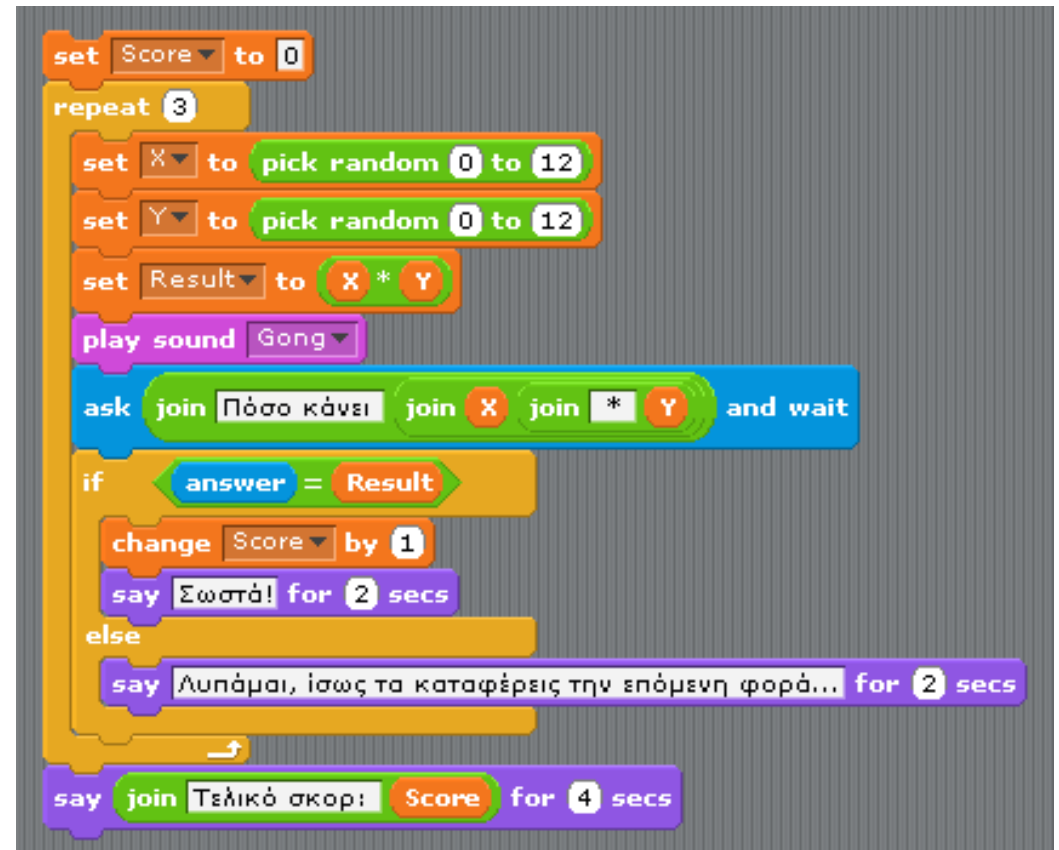 set Score to 0
repeat 3
set X to pick random 0 to 12
set Y to pick random 0 to 12
set Result to X * Y
play sound Gong
ask join Πόσο κάνει join X join * Y and wait
if answer = Result
change Score by 1
say Σωστά! for 2 secs
else
say Λυπάμαι, ίσως τα καταφέρεις την επόμενη φορά... for 2 secs
say join Τελικό σκορ: Score for 4 secs